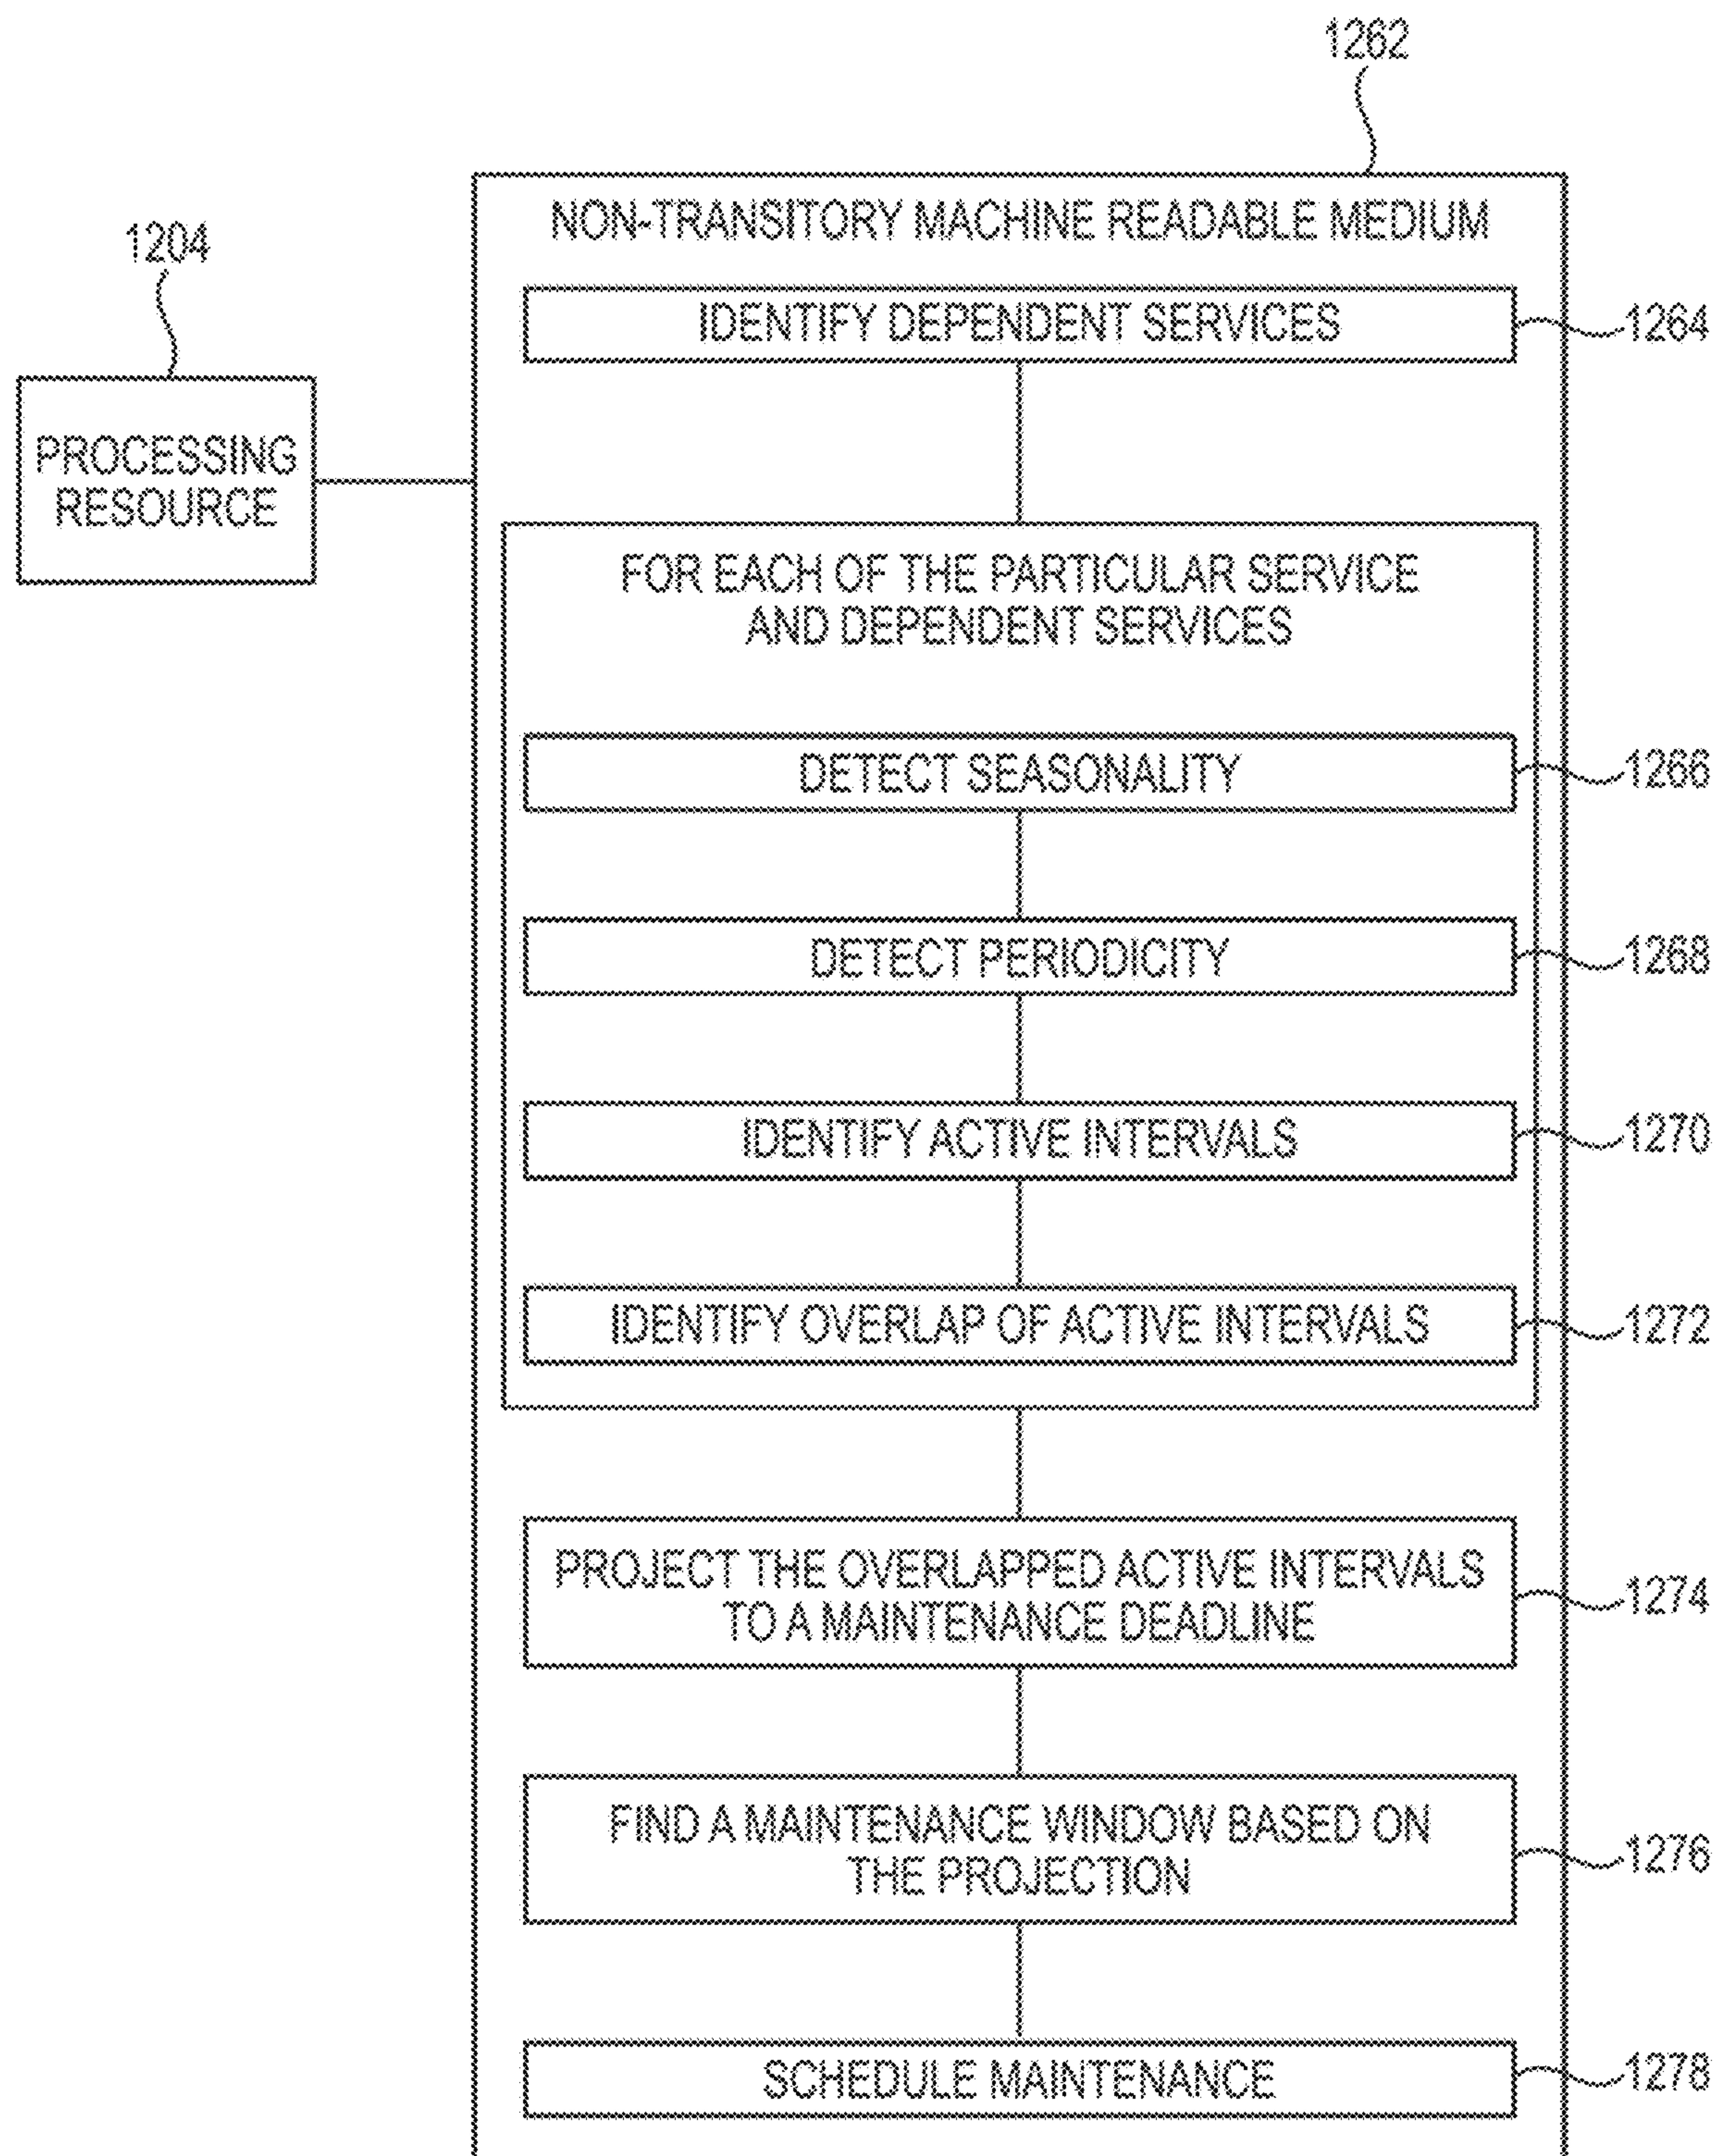 1262
NON-TRANSITORY MACHINE READABLE MEDIUM
1204
PROCESSING
RESOURCE
IDENTIFY DEPENDENT SERVICES
1264
FOR EACH OF THE PARTICULAR SERVICE
AND DEPENDENT SERVICES
DETECT SEASONALITY
1266
DETECT PERIODICITY
1268
IDENTIFY ACTIVE INTERVALS
1270
IDENTIFY OVERLAP OF ACTIVE INTERVALS
1272
PROJECT THE OVERLAPPED ACTIVE INTERVALS
TO A MAINTENANCE DEADLINE
1274
FIND A MAINTENANCE WINDOW BASED ON
THE PROJECTION
1276
SCHEDULE MAINTENANCE
1278